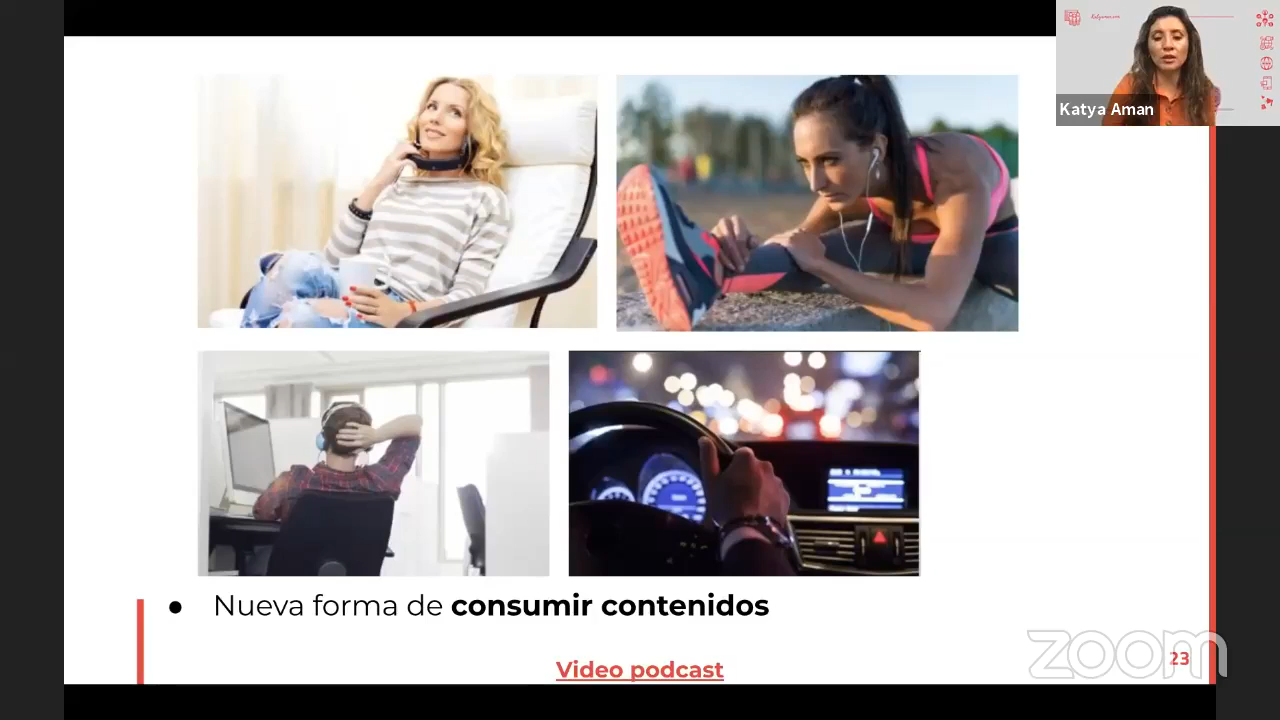 Katya Aman
● Nueva forma de consumir contenidos
Video podcast
zoom
23